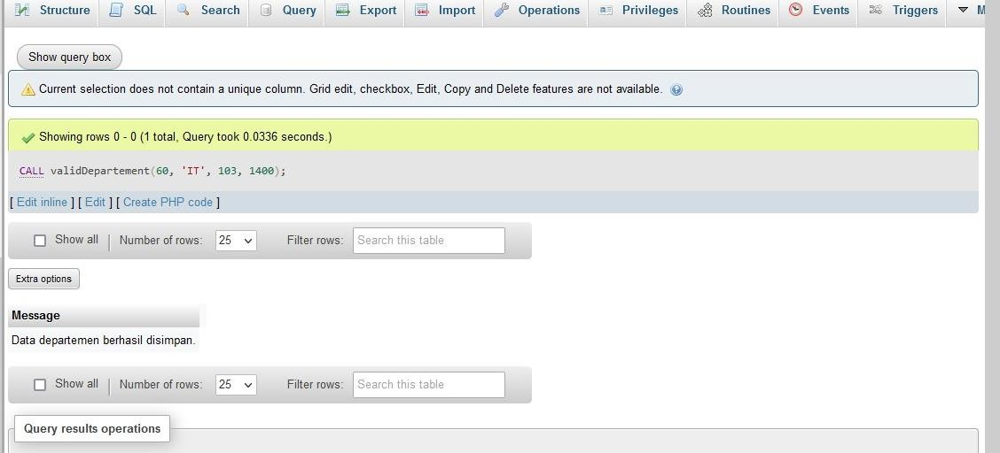 Structure SQL Search Query Export Import Operations Privileges Routines Events Triggers M
Show query box
Current selection does not contain a unique column. Grid edit, checkbox, Edit, Copy and Delete features are not available.
Showing rows 0 - 0 (1 total, Query took 0.0336 seconds.)
CALL validDepartement(60, 'IT', 103, 1400);
[ Edit inline ] [ Edit ] [ Create PHP code ]
Show all | Number of rows: 25 Filter rows: Search this table
Extra options
Message
Data departemen berhasil disimpan.
Show all | Number of rows: 25 Filter rows: Search this table
Query results operations